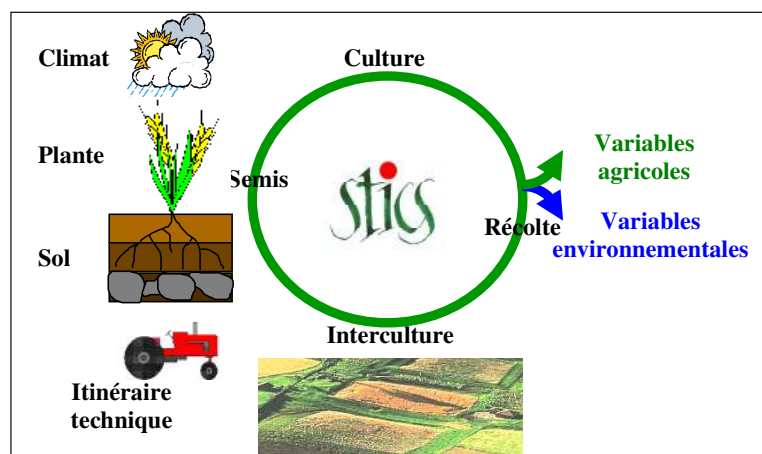 Climat
Culture
Plante
Variables
agricoles
Semis
stics
Récolte
Variables
environnementales
Sol
Interculture
Itinéraire
technique